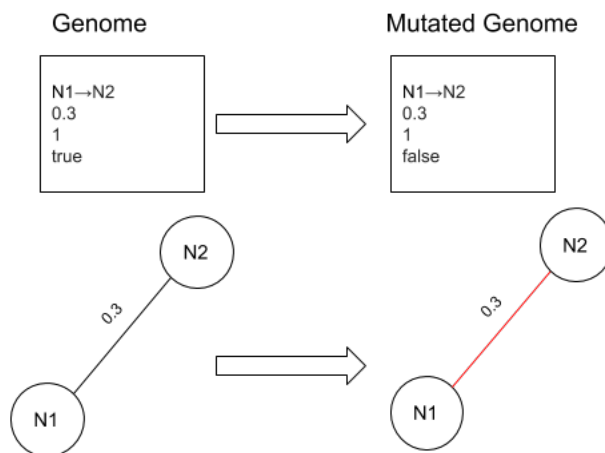 Genome
Mutated Genome
N1→N2
0.3
1
true
N1→N2
0.3
1
false
N2
0.3
N1
N2
0.3
N1